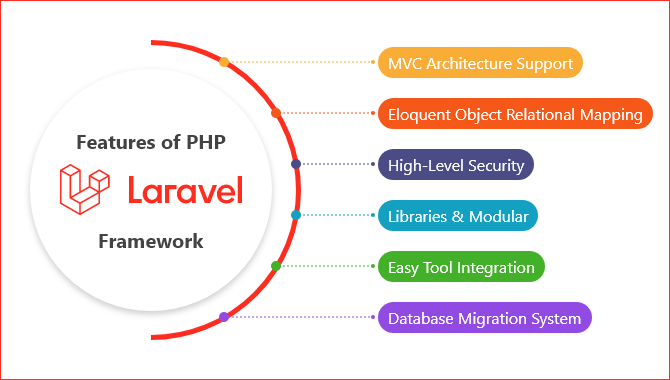 Features of PHP
Laravel
Framework
MVC Architecture Support
Eloquent Object Relational Mapping
High-Level Security
Libraries & Modular
Easy Tool Integration
Database Migration System